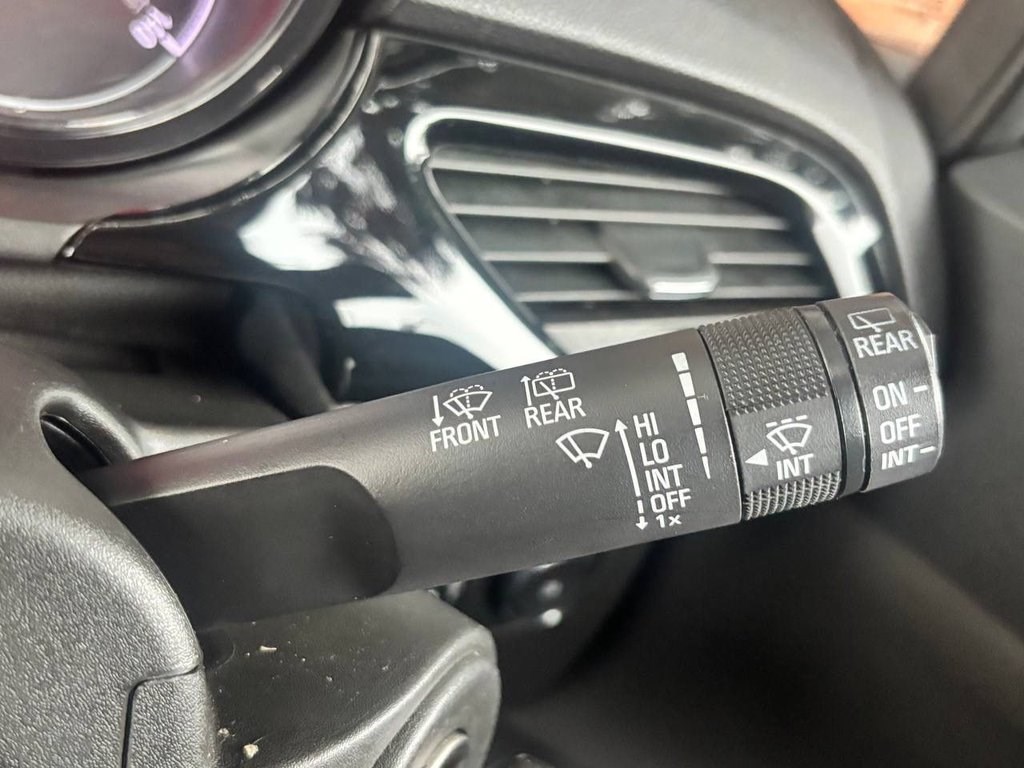 FRONT
REAR
HI
LO
INT
OFF
1×
INT
REAR
ON
OFF
INT